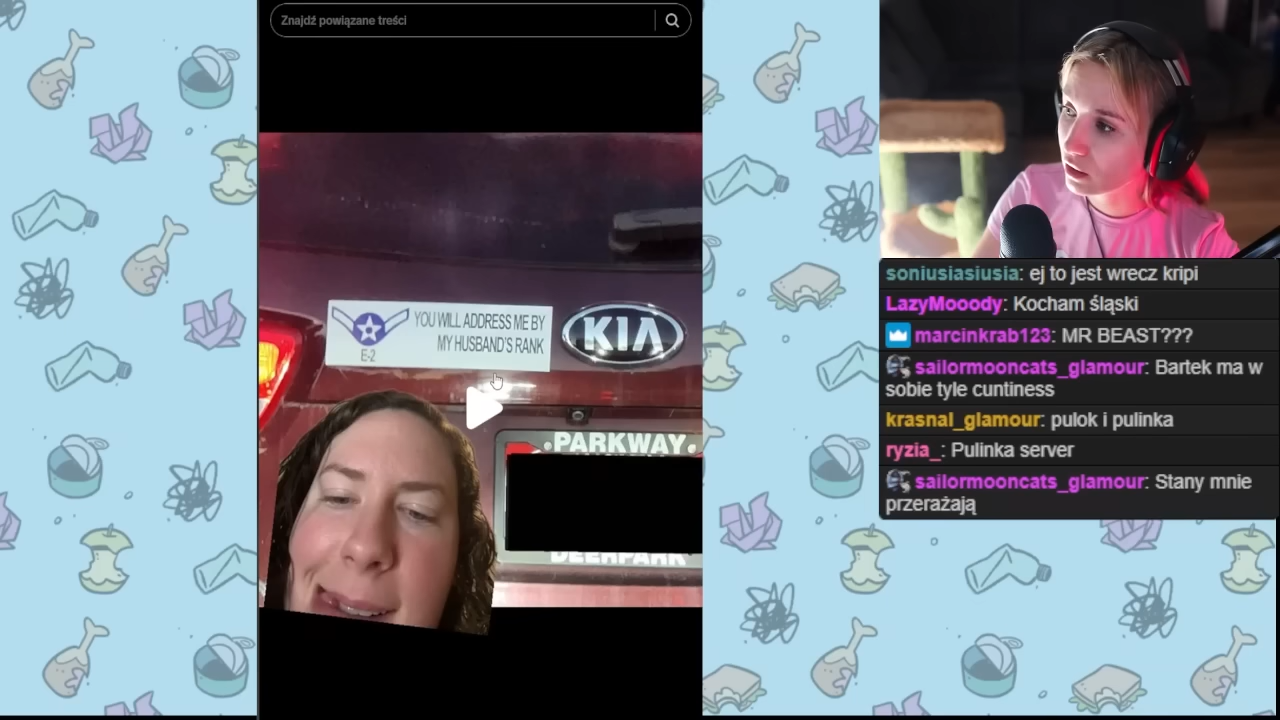 Znajdź powiązane treści
YOU WILL ADDRESS ME BY
MY HUSBAND'S RANK
E-2
KIA
PARKWAY
DEERPARK
soniusiasiusia: ej to jest wrecz kripi
LazyMooody: Kocham śląski
marcinkrab123: MR BEAST???
sailormooncats_glamour: Bartek ma w
sobie tyle cuntiness
krasnal_glamour: pulok i pulinka
ryzia_: Pulinka server
sailormooncats_glamour: Stany mnie
przerażają